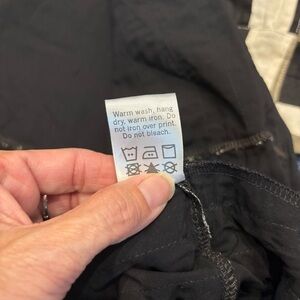 Warm wash, hang
dry, warm iron. Do
not iron over print.
Do not bleach.